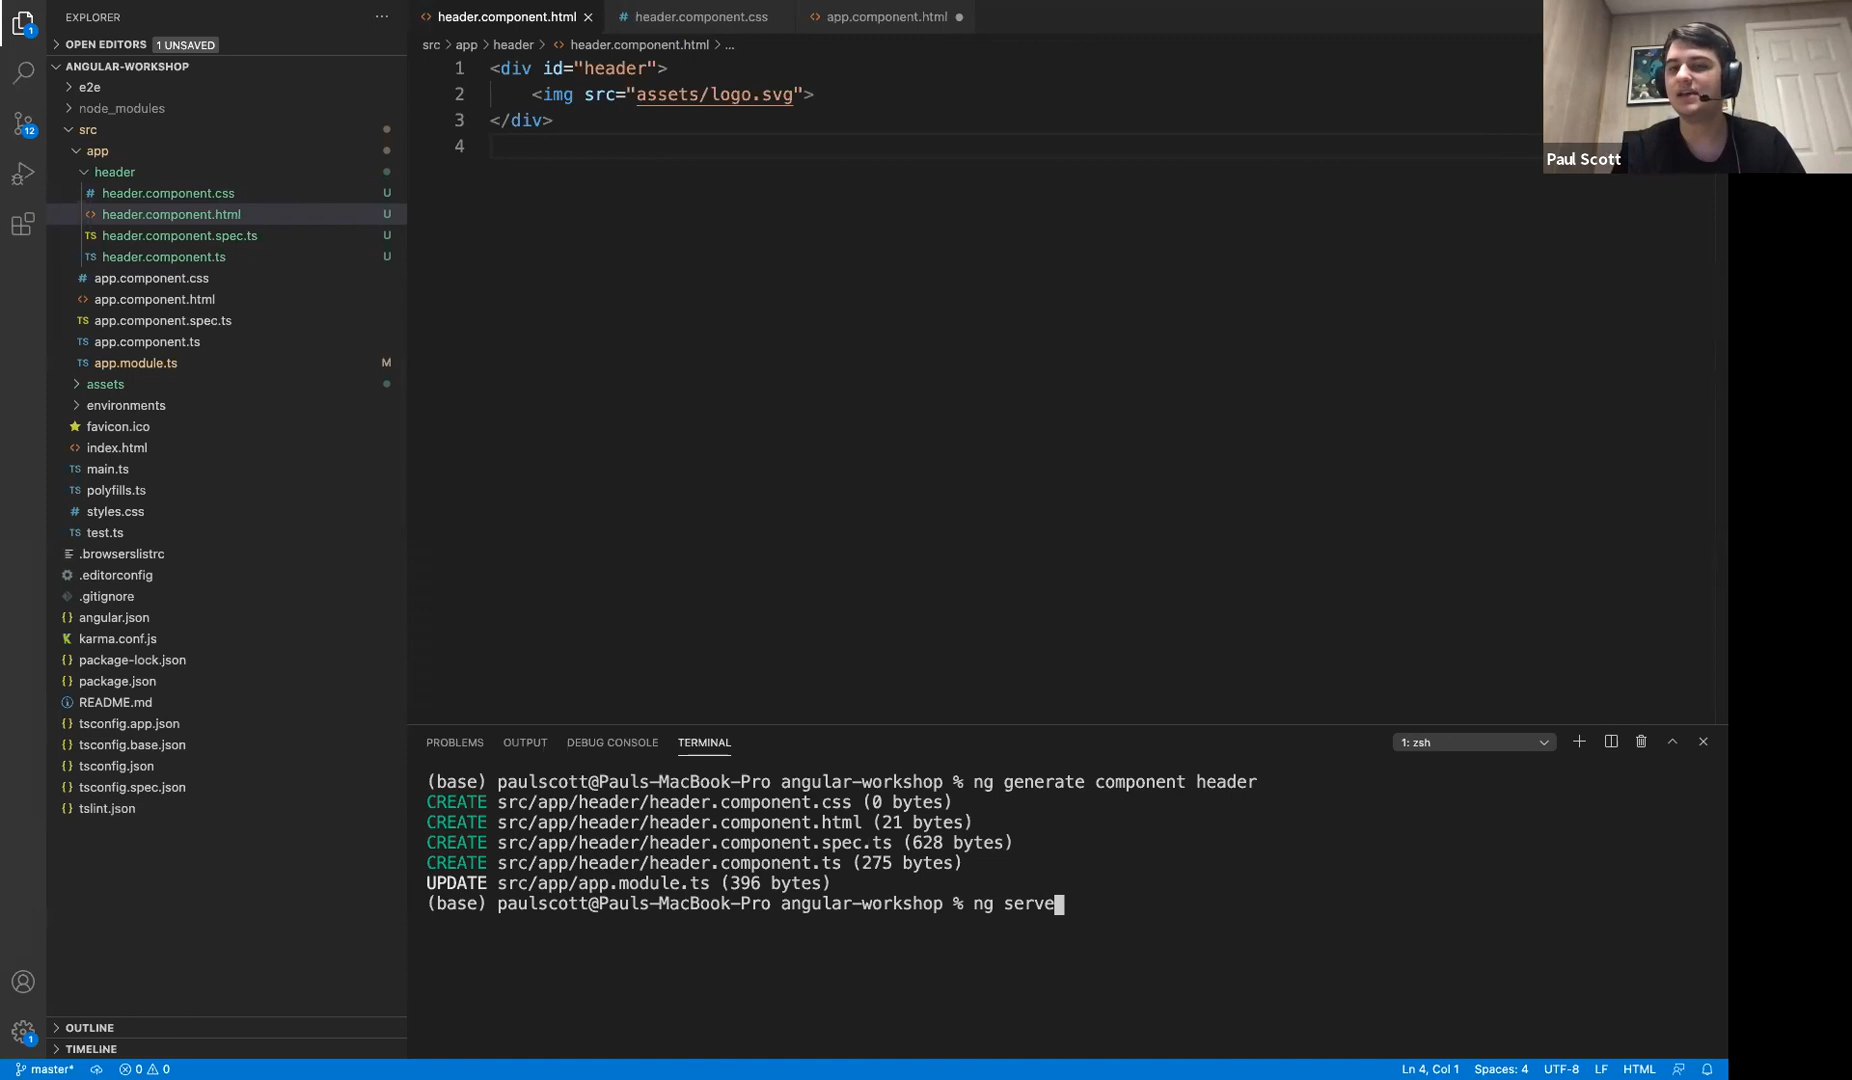 EXPLORER
OPEN EDITORS 1 UNSAVED
ANGULAR-WORKSHOP
e2e
node_modules
src
app
header
header.component.css U
header.component.html U
header.component.spec.ts U
header.component.ts U
app.component.css
app.component.html
app.component.spec.ts
app.component.ts
app.module.ts M
assets
environments
favicon.ico
index.html
main.ts
polyfills.ts
styles.css
test.ts
.browserslistrc
.editorconfig
.gitignore
angular.json
karma.conf.js
package-lock.json
package.json
README.md
tsconfig.app.json
tsconfig.base.json
tsconfig.json
tsconfig.spec.json
tslint.json
OUTLINE
TIMELINE
1
12
1
header.component.html header.component.css app.component.html
src > app > header > header.component.html > ...
1 <div id="header">
2 <img src="assets/logo.svg">
3 </div>
4
Paul Scott
PROBLEMS OUTPUT DEBUG CONSOLE TERMINAL 1: zsh
(base) paulscott@Pauls-MacBook-Pro angular-workshop % ng generate component header
CREATE src/app/header/header.component.css (0 bytes)
CREATE src/app/header/header.component.html (21 bytes)
CREATE src/app/header/header.component.spec.ts (628 bytes)
CREATE src/app/header/header.component.ts (275 bytes)
UPDATE src/app/app.module.ts (396 bytes)
(base) paulscott@Pauls-MacBook-Pro angular-workshop % ng serve
master* 0 0 Ln 4, Col 1 Spaces: 4 UTF-8 LF HTML